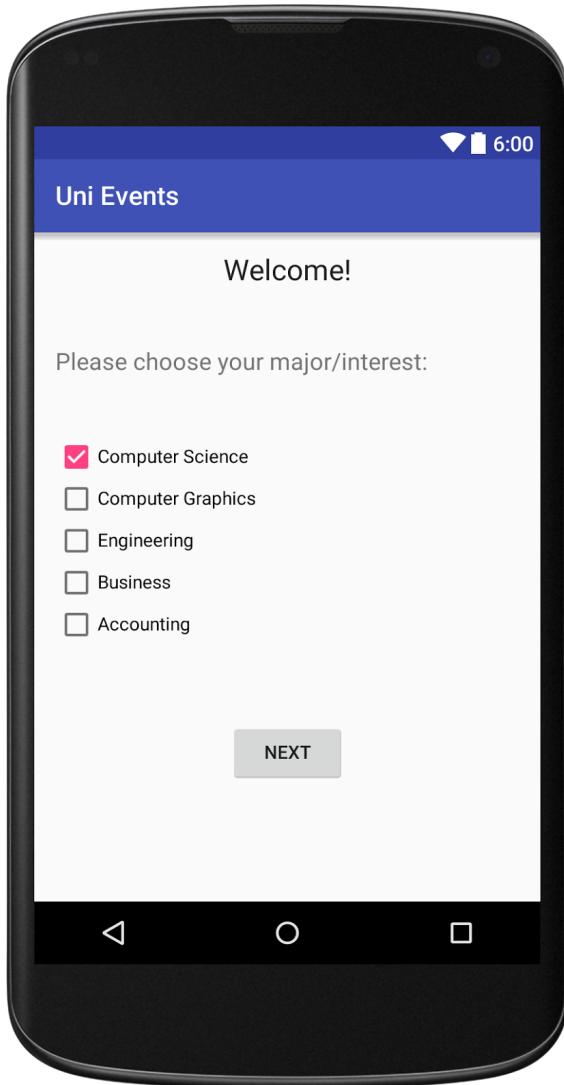 6:00
Uni Events
Welcome!
Please choose your major/interest:
Computer Science
Computer Graphics
Engineering
Business
Accounting
NEXT